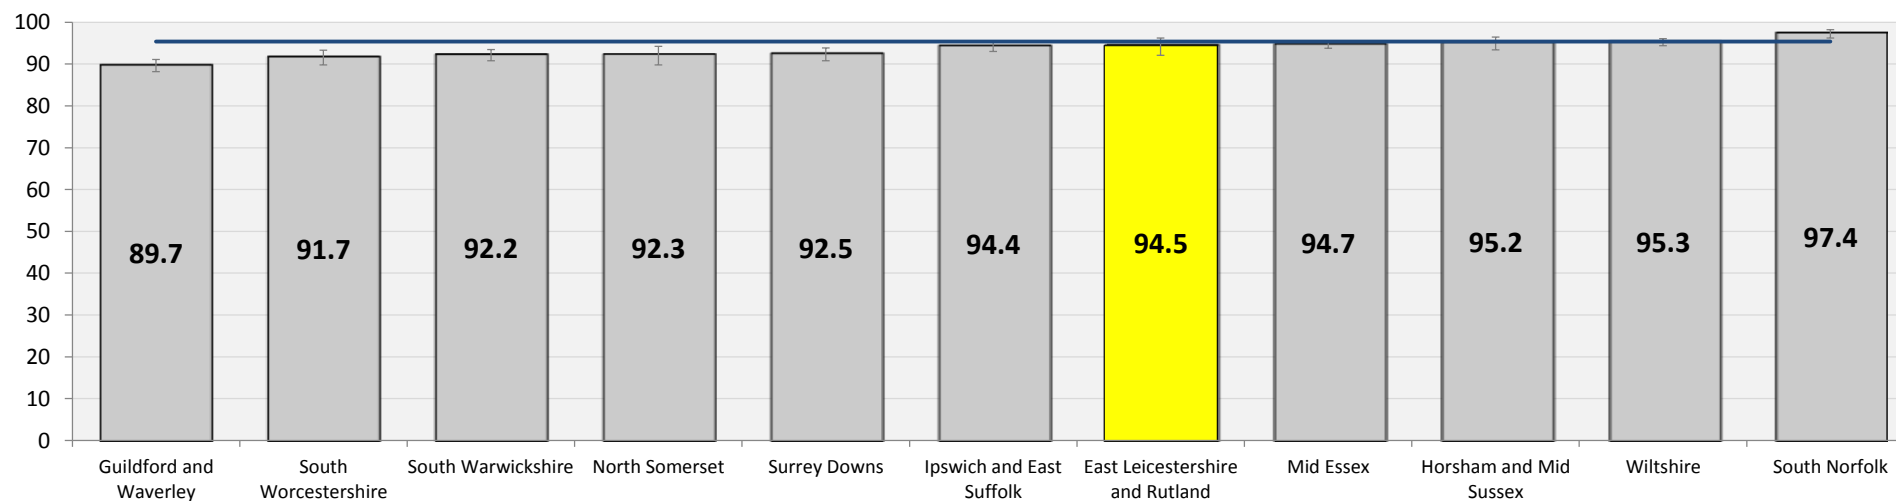 100
90
80
70
60
50
40
30
20
10
0
89.7
91.7
92.2
92.3
92.5
94.4
94.5
94.7
95.2
95.3
97.4
Guildford and
Waverley
South
Worcestershire
South Warwickshire
North Somerset
Surrey Downs
Ipswich and East
Suffolk
East Leicestershire
and Rutland
Mid Essex
Horsham and Mid
Sussex
Wiltshire
South Norfolk